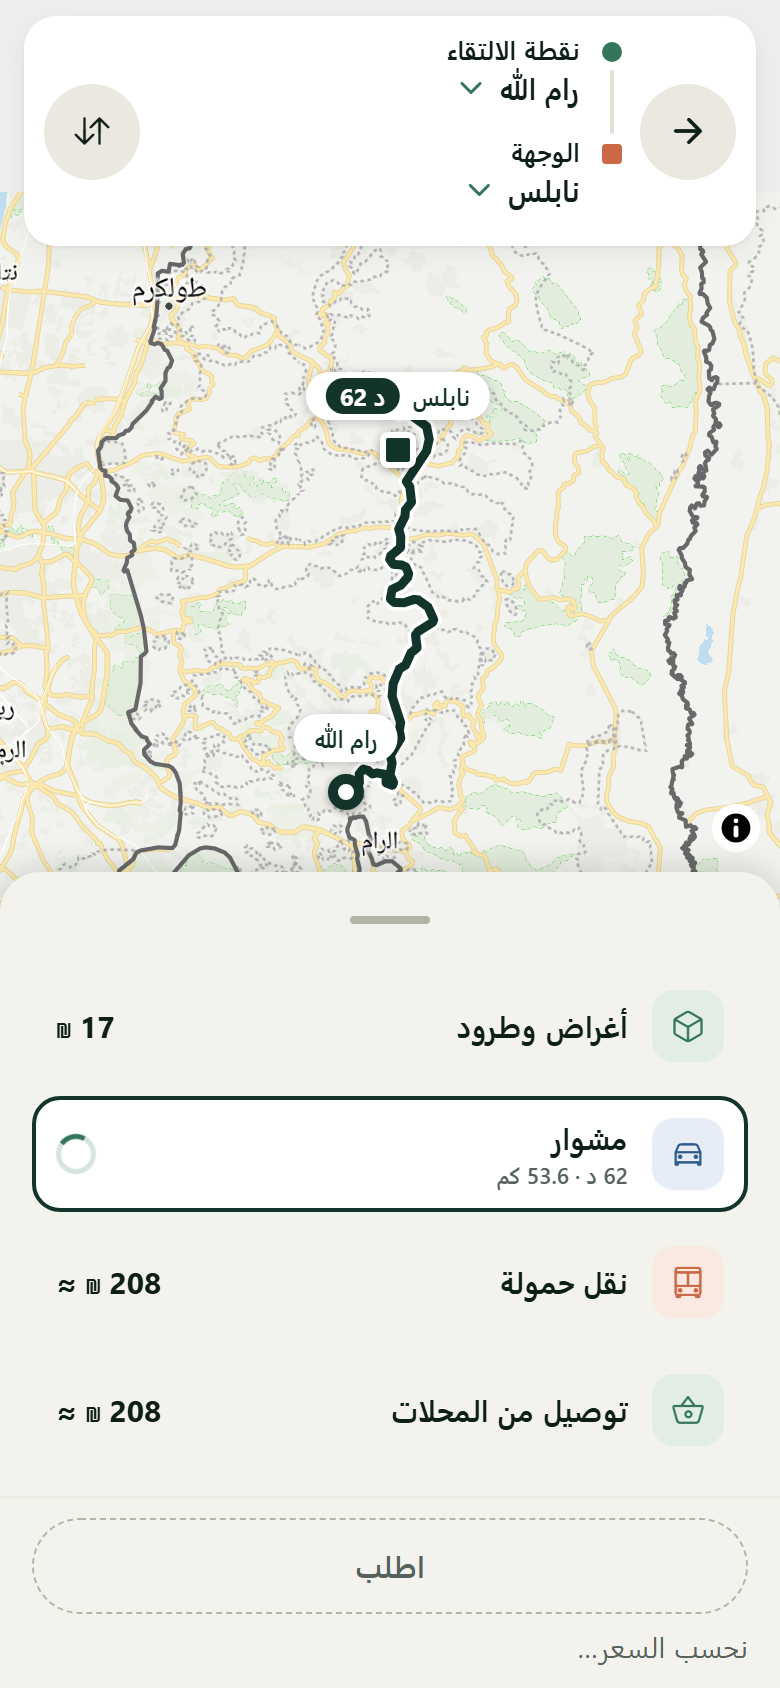 نقطة الالتقاء
رام الله
الوجهة
نابلس
طولكرم
نابلس 62 د
رام الله
الرام
أغراض وطرود
17 ₪
مشوار
62 د · 53.6 كم
نقل حمولة
208 ₪ ≈
توصيل من المحلات
208 ₪ ≈
اطلب
نحسب السعر...